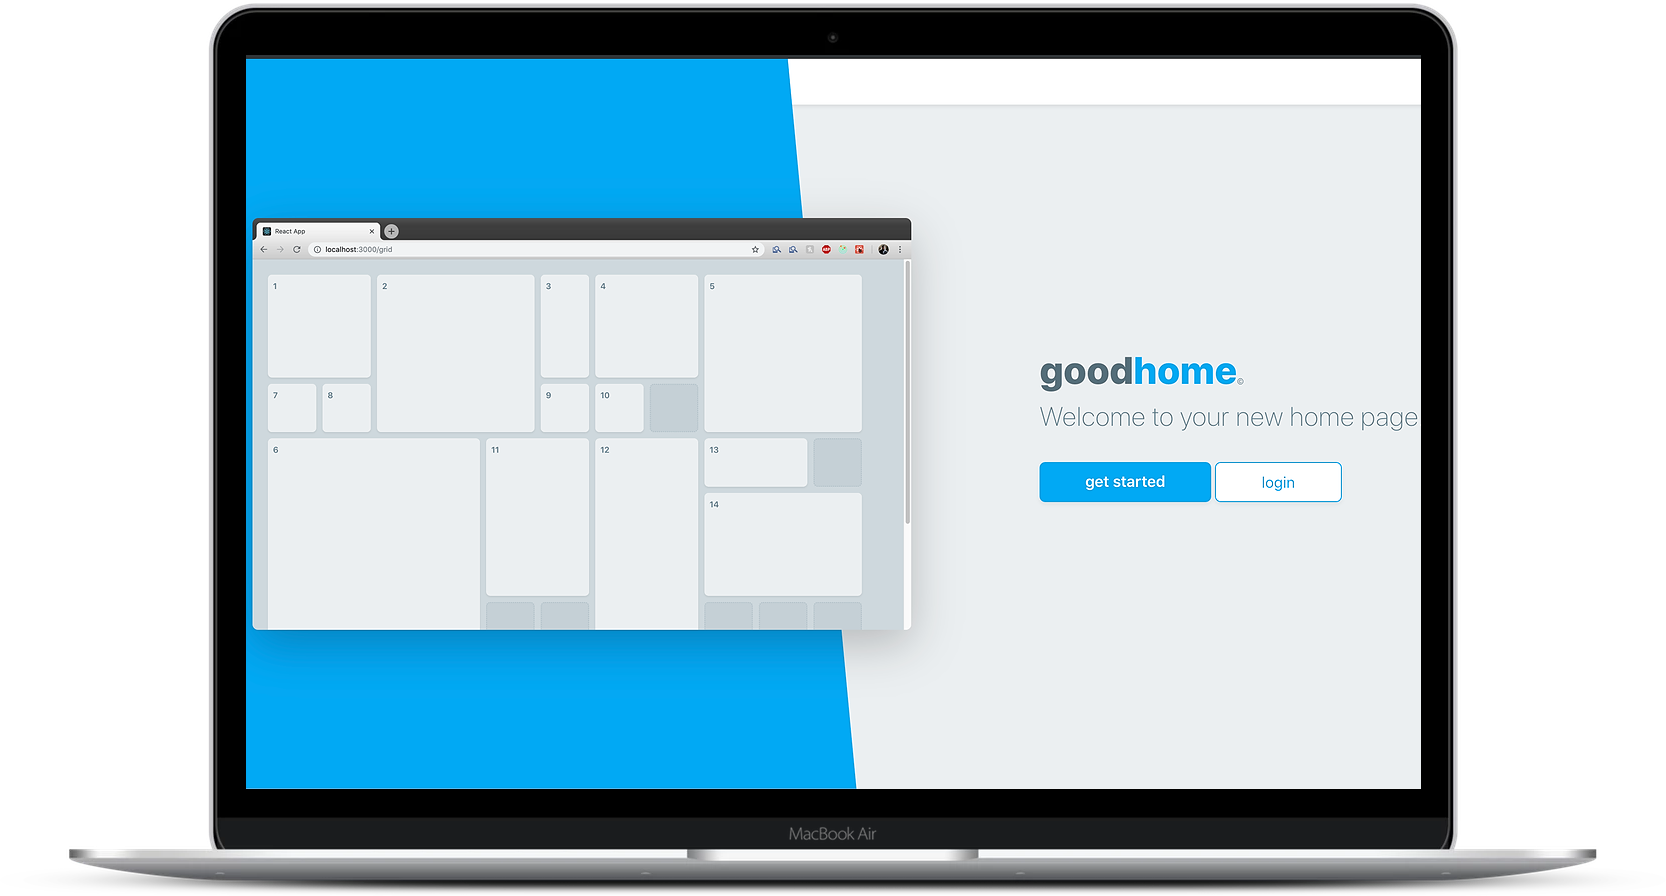 React App
localhost:3000/grid
1
2
3
4
5
7
8
9
10
6
11
12
13
14
goodhome©
Welcome to your new home page
get started
login
MacBook Air